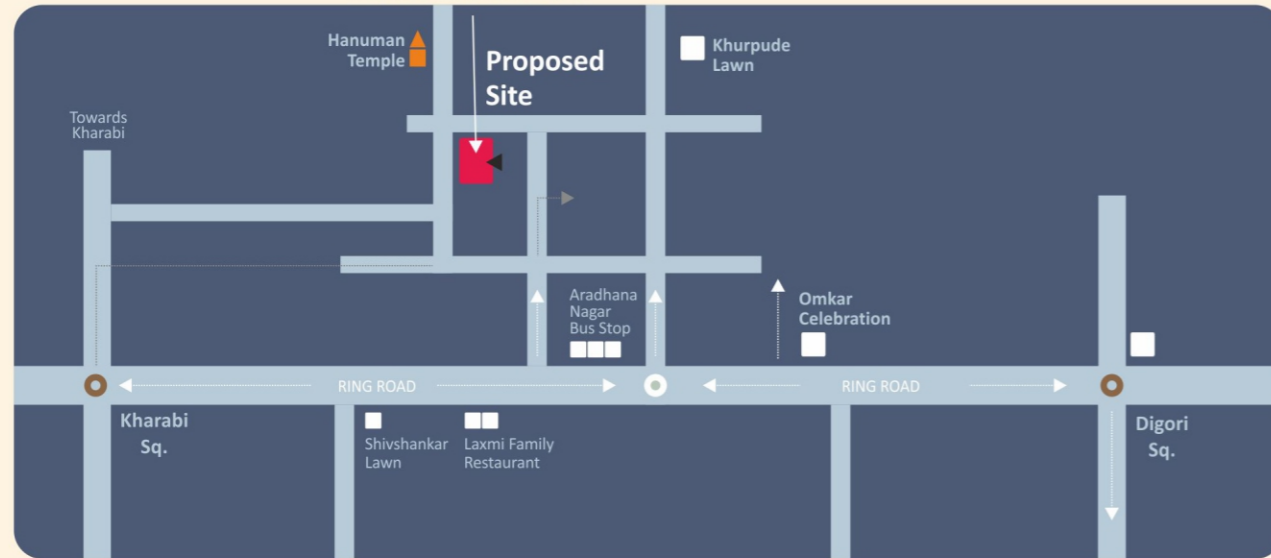 Hanuman
Temple
Proposed
Site
Khurpude
Lawn
Towards
Kharabi
Aradhana
Nagar
Bus Stop
Omkar
Celebration
RING ROAD
RING ROAD
Kharabi
Sq.
Shivshankar
Lawn
Laxmi Family
Restaurant
Digori
Sq.